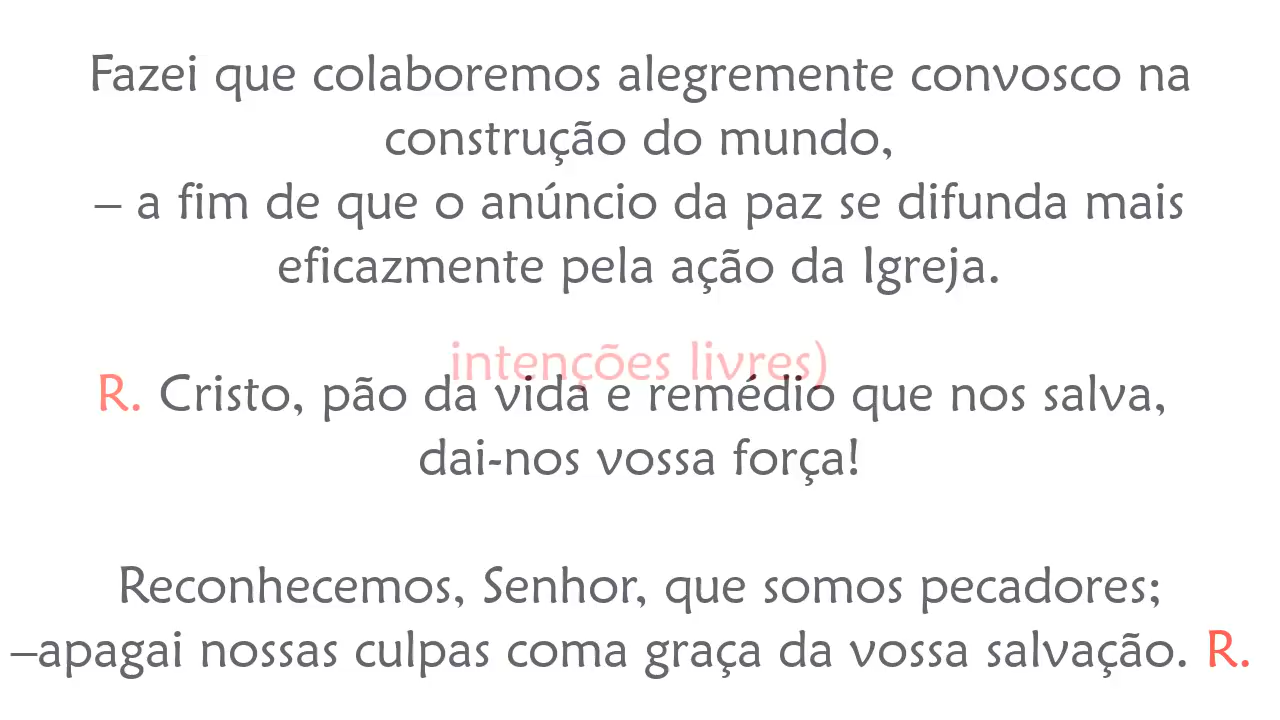 Fazei que colaboremos alegremente convosco na
construção do mundo,
– a fim de que o anúncio da paz se difunda mais
eficazmente pela ação da Igreja.
intenções livres)
R. Cristo, pão da vida e remédio que nos salva,
dai-nos vossa força!
Reconhecemos, Senhor, que somos pecadores;
–apagai nossas culpas coma graça da vossa salvação. R.